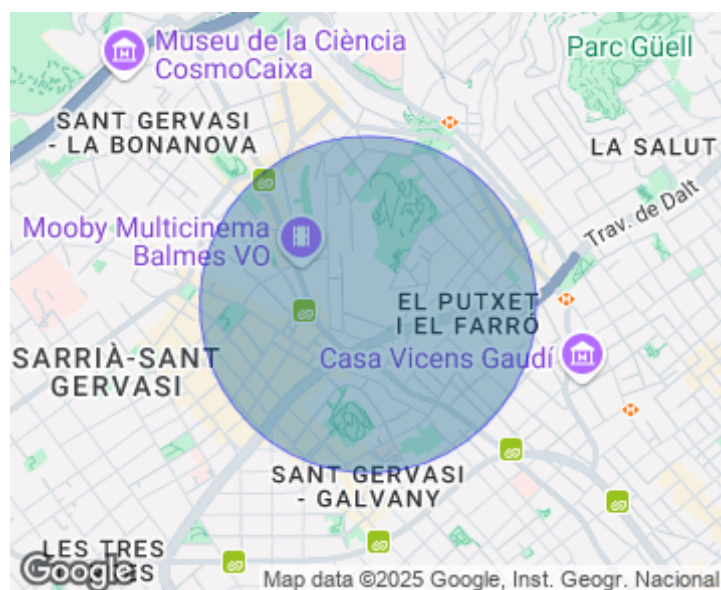 Museu de la Ciència
CosmoCaixa
Parc Güell
SANT GERVASI
- LA BONANOVA
LA SALUT
Trav. de Dalt
Mooby Multicinema
Balmes VO
EL PUTXET
I EL FARRÓ
SARRIÀ-SANT
GERVASI
Casa Vicens Gaudí
SANT GERVASI
- GALVANY
LES TRES
Google
Map data ©2025 Google, Inst. Geogr. Nacional